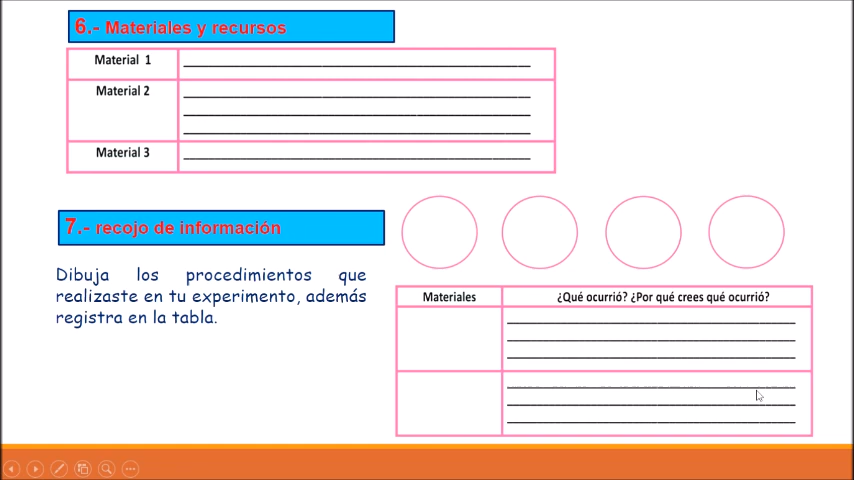 6.- Materiales y recursos
Material 1
Material 2
Material 3
7.- recojo de información
Dibuja los procedimientos que
realizaste en tu experimento, además
registra en la tabla.
Materiales ¿Qué ocurrió? ¿Por qué crees qué ocurrió?